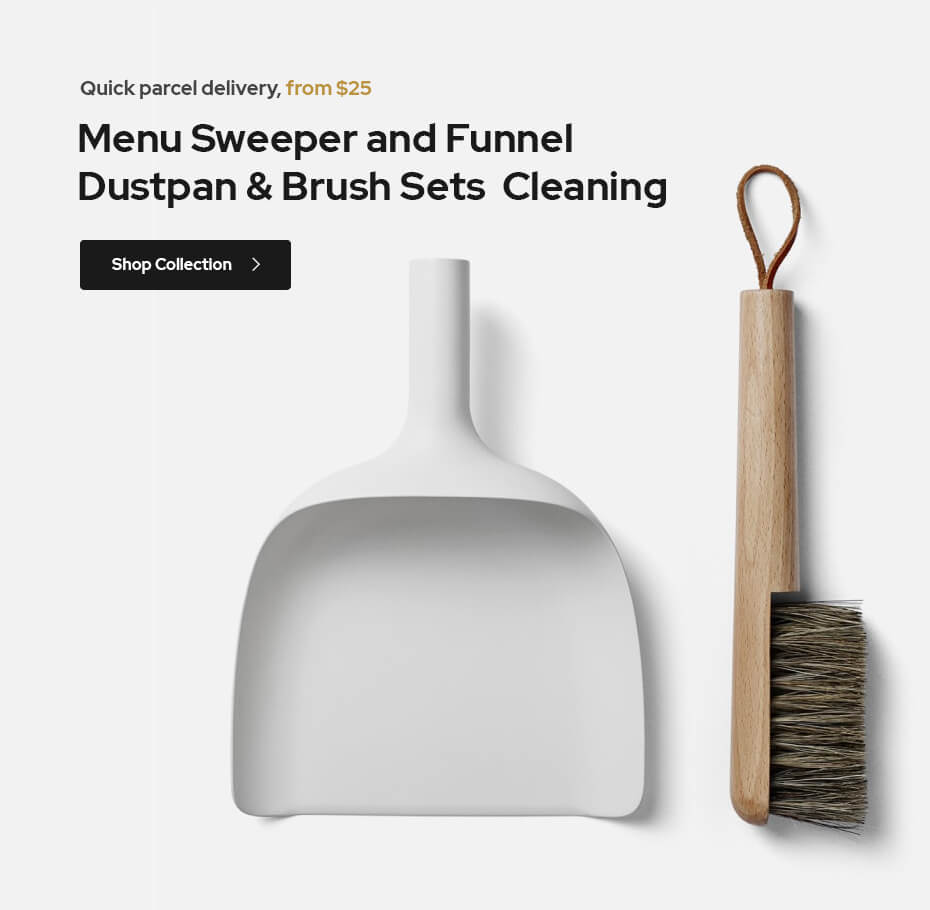 Quick parcel delivery, from $25
Menu Sweeper and Funnel
Dustpan & Brush Sets  Cleaning
Shop Collection